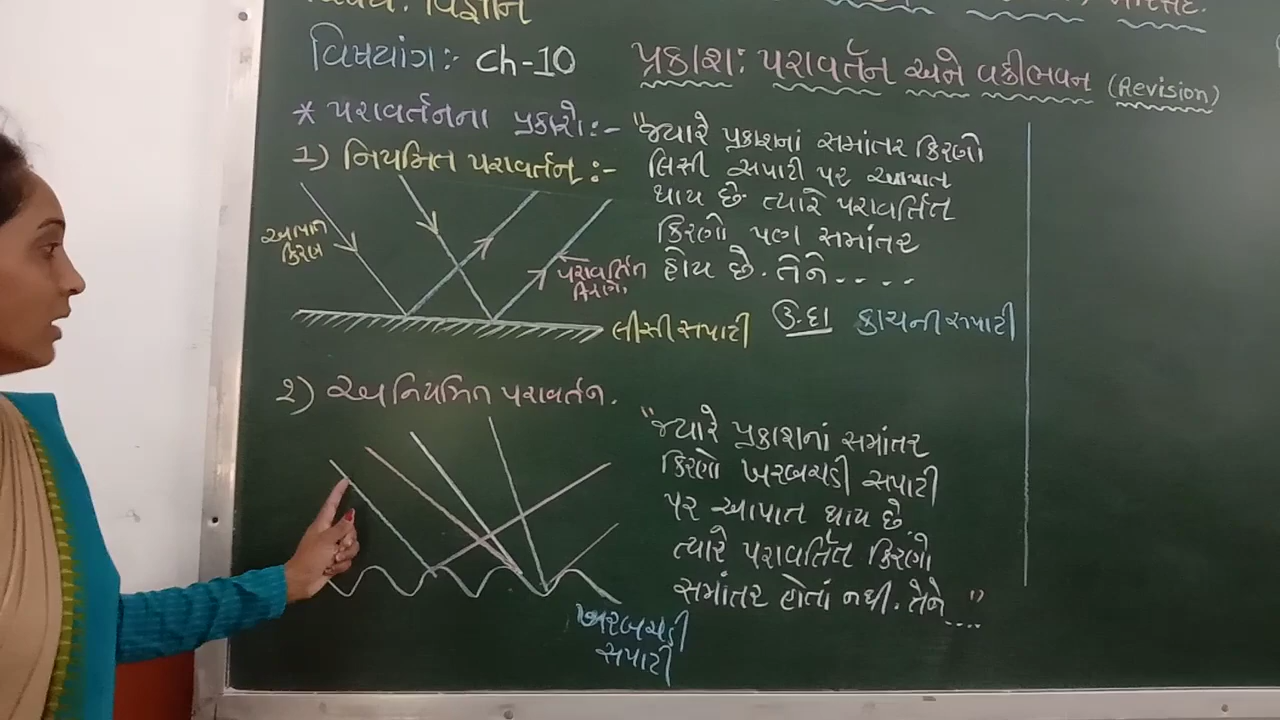 વિજ્ઞાન
વિષયાંગ:- Ch-10 પ્રકાશ: પરાવર્તન અને વક્રીભવન (Revision)
* પરાવર્તનના પ્રકારો:-
1) નિયમિત પરાવર્તન:-
"જ્યારે પ્રકાશનાં સમાંતર કિરણો
લિસી સપાટી પર આપાત
થાય છે ત્યારે પરાવર્તિત
કિરણો પણ સમાંતર
હોય છે. તેને....
આપાત
કિરણ
પરાવર્તિત
લીસી સપાટી
ઉ.દા કાચની સપાટી
૨) અનિયમિત પરાવર્તન.
"જ્યારે પ્રકાશનાં સમાંતર
કિરણો ખરબચડી સપાટી
પર આપાત થાય છે.
ત્યારે પરાવર્તિત કિરણો
સમાંતર હોતાં નથી. તેને...."
ખરબચડી
સપાટી